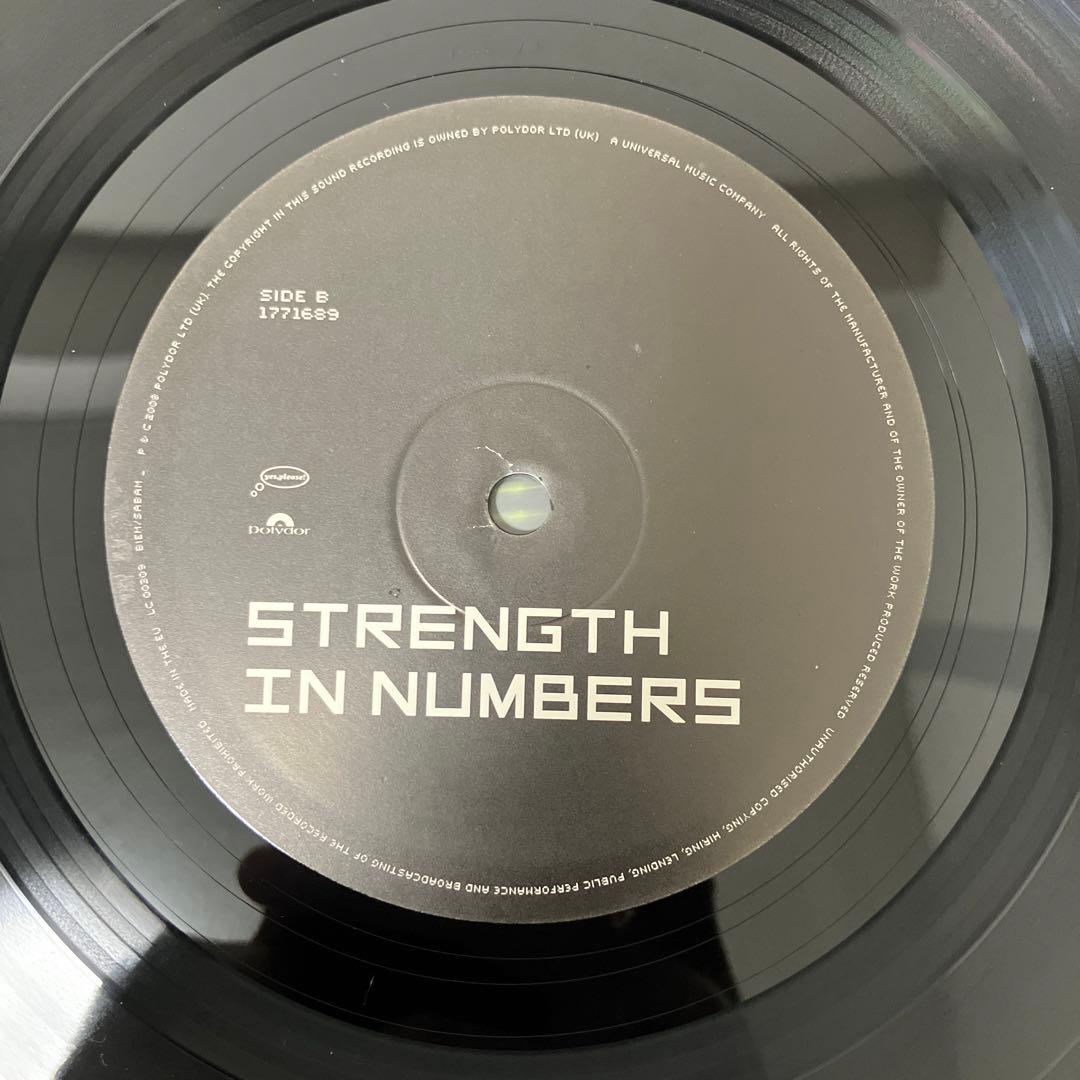 SIDE B
1771689
yes,please!
polydor
STRENGTH
IN NUMBERS
P & C 2008 POLYDOR LTD (UK). THE COPYRIGHT IN THIS SOUND RECORDING IS OWNED BY POLYDOR LTD (UK) A UNIVERSAL MUSIC COMPANY ALL RIGHTS OF THE MANUFACTURER AND OF THE OWNER OF THE WORK PRODUCED RESERVED UNAUTHORISED COPYING, HIRING, LENDING, PUBLIC PERFORMANCE AND BROADCASTING OF THE RECORDED WORK PROHIBITED MADE IN THE EU LC 00309 BIEM/SABAM -